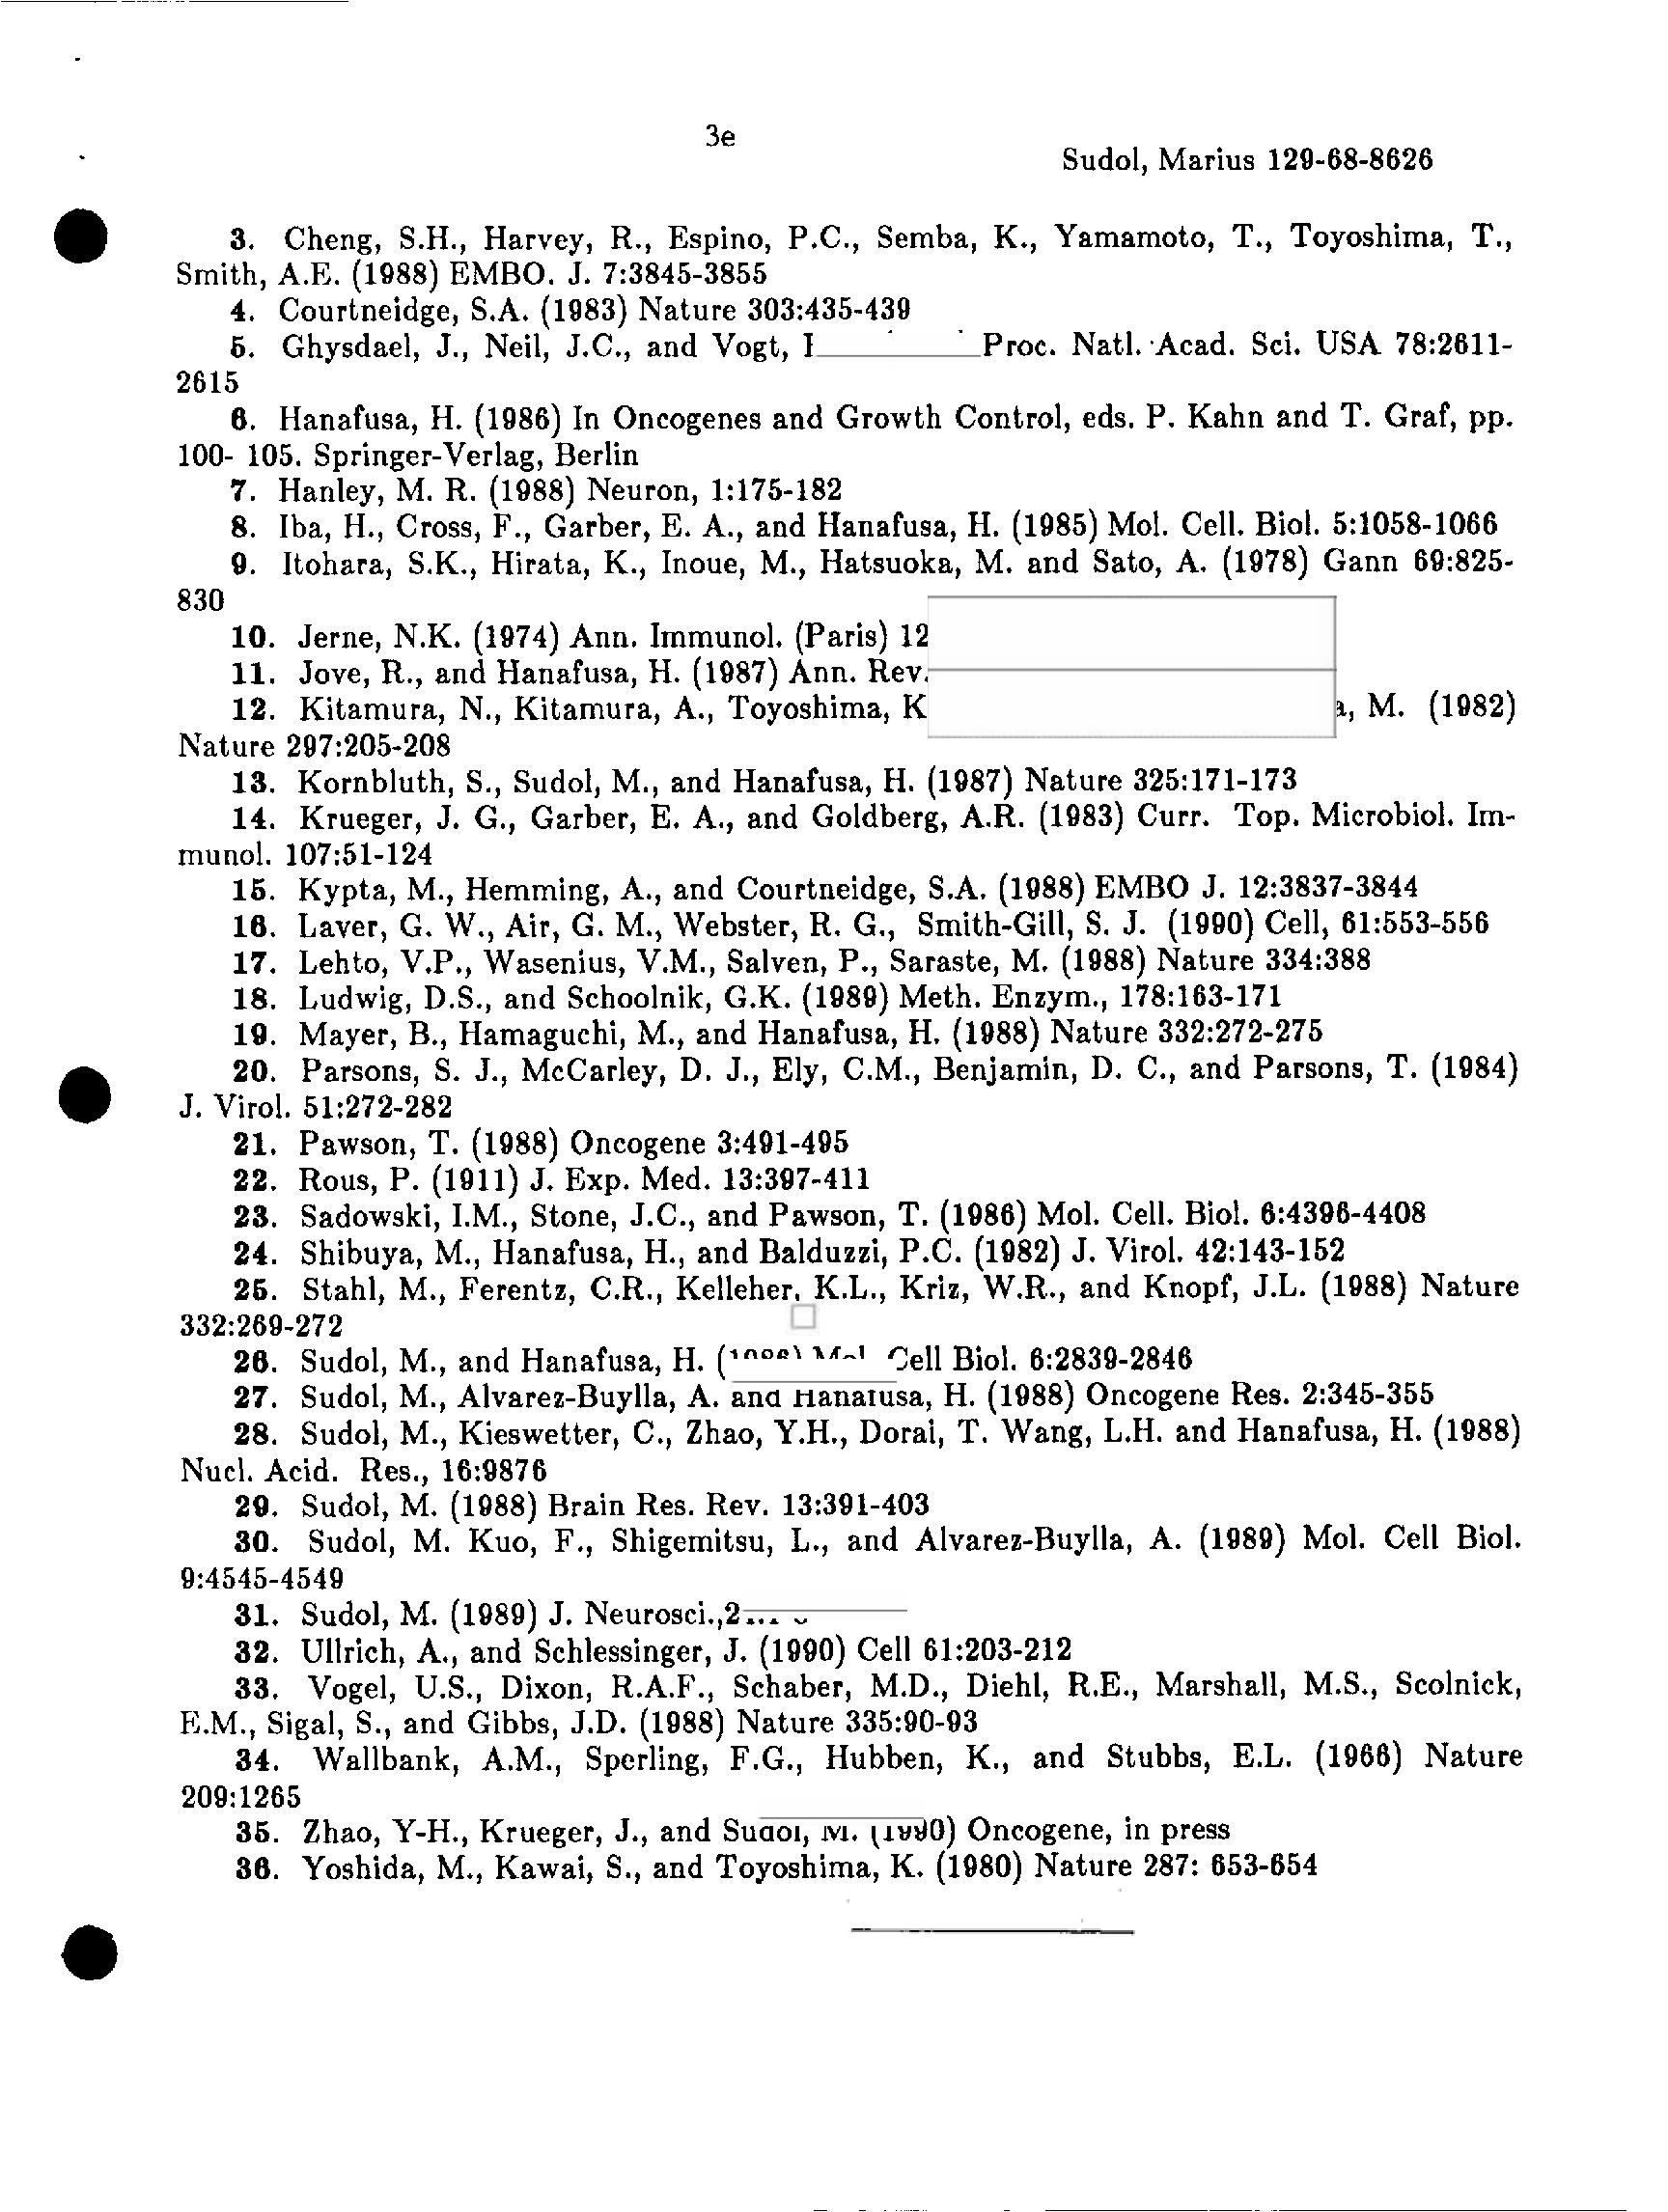 3e
Sudol, Marius 129-68-8626
3. Cheng, S.H., Harvey, R., Espino, P.C., Semba, K., Yamamoto, T., Toyoshima, T.,
Smith, A.E. (1988) EMBO. J. 7:3845-3855
4. Courtneidge, S.A. (1983) Nature 303:435-439
5. Ghysdael, J., Neil, J.C., and Vogt, Proc. Natl. Acad. Sci. USA 78:2611-
2615
6. Hanafusa, H. (1986) In Oncogenes and Growth Control, eds. P. Kahn and T. Graf, pp.
100- 105. Springer-Verlag, Berlin
7. Hanley, M. R. (1988) Neuron, 1:175-182
8. Iba, H., Cross, F., Garber, E. A., and Hanafusa, H. (1985) Mol. Cell. Biol. 5:1058-1066
9. Itohara, S.K., Hirata, K., Inoue, M., Hatsuoka, M. and Sato, A. (1978) Gann 69:825-
830
10. Jerne, N.K. (1974) Ann. Immunol. (Paris) 12
11. Jove, R., and Hanafusa, H. (1987) Ann. Rev.
12. Kitamura, N., Kitamura, A., Toyoshima, K M. (1982)
Nature 297:205-208
13. Kornbluth, S., Sudol, M., and Hanafusa, H. (1987) Nature 325:171-173
14. Krueger, J. G., Garber, E. A., and Goldberg, A.R. (1983) Curr. Top. Microbiol. Im-
munol. 107:51-124
15. Kypta, M., Hemming, A., and Courtneidge, S.A. (1988) EMBO J. 12:3837-3844
16. Laver, G. W., Air, G. M., Webster, R. G., Smith-Gill, S. J. (1990) Cell, 61:553-556
17. Lehto, V.P., Wasenius, V.M., Salven, P., Saraste, M. (1988) Nature 334:388
18. Ludwig, D.S., and Schoolnik, G.K. (1989) Meth. Enzym., 178:163-171
19. Mayer, B., Hamaguchi, M., and Hanafusa, H. (1988) Nature 332:272-275
20. Parsons, S. J., McCarley, D. J., Ely, C.M., Benjamin, D. C., and Parsons, T. (1984)
J. Virol. 51:272-282
21. Pawson, T. (1988) Oncogene 3:491-495
22. Rous, P. (1911) J. Exp. Med. 13:397-411
23. Sadowski, I.M., Stone, J.C., and Pawson, T. (1986) Mol. Cell. Biol. 6:4396-4408
24. Shibuya, M., Hanafusa, H., and Balduzzi, P.C. (1982) J. Virol. 42:143-152
25. Stahl, M., Ferentz, C.R., Kelleher, K.L., Kriz, W.R., and Knopf, J.L. (1988) Nature
332:269-272
26. Sudol, M., and Hanafusa, H. Cell Biol. 6:2839-2846
27. Sudol, M., Alvarez-Buylla, A. and Hanafusa, H. (1988) Oncogene Res. 2:345-355
28. Sudol, M., Kieswetter, C., Zhao, Y.H., Dorai, T. Wang, L.H. and Hanafusa, H. (1988)
Nucl. Acid. Res., 16:9876
29. Sudol, M. (1988) Brain Res. Rev. 13:391-403
30. Sudol, M. Kuo, F., Shigemitsu, L., and Alvarez-Buylla, A. (1989) Mol. Cell Biol.
9:4545-4549
31. Sudol, M. (1989) J. Neurosci.,2
32. Ullrich, A., and Schlessinger, J. (1990) Cell 61:203-212
33. Vogel, U.S., Dixon, R.A.F., Schaber, M.D., Diehl, R.E., Marshall, M.S., Scolnick,
E.M., Sigal, S., and Gibbs, J.D. (1988) Nature 335:90-93
34. Wallbank, A.M., Sperling, F.G., Hubben, K., and Stubbs, E.L. (1966) Nature
209:1265
35. Zhao, Y-H., Krueger, J., and Sudol, M. (1990) Oncogene, in press
36. Yoshida, M., Kawai, S., and Toyoshima, K. (1980) Nature 287: 653-654